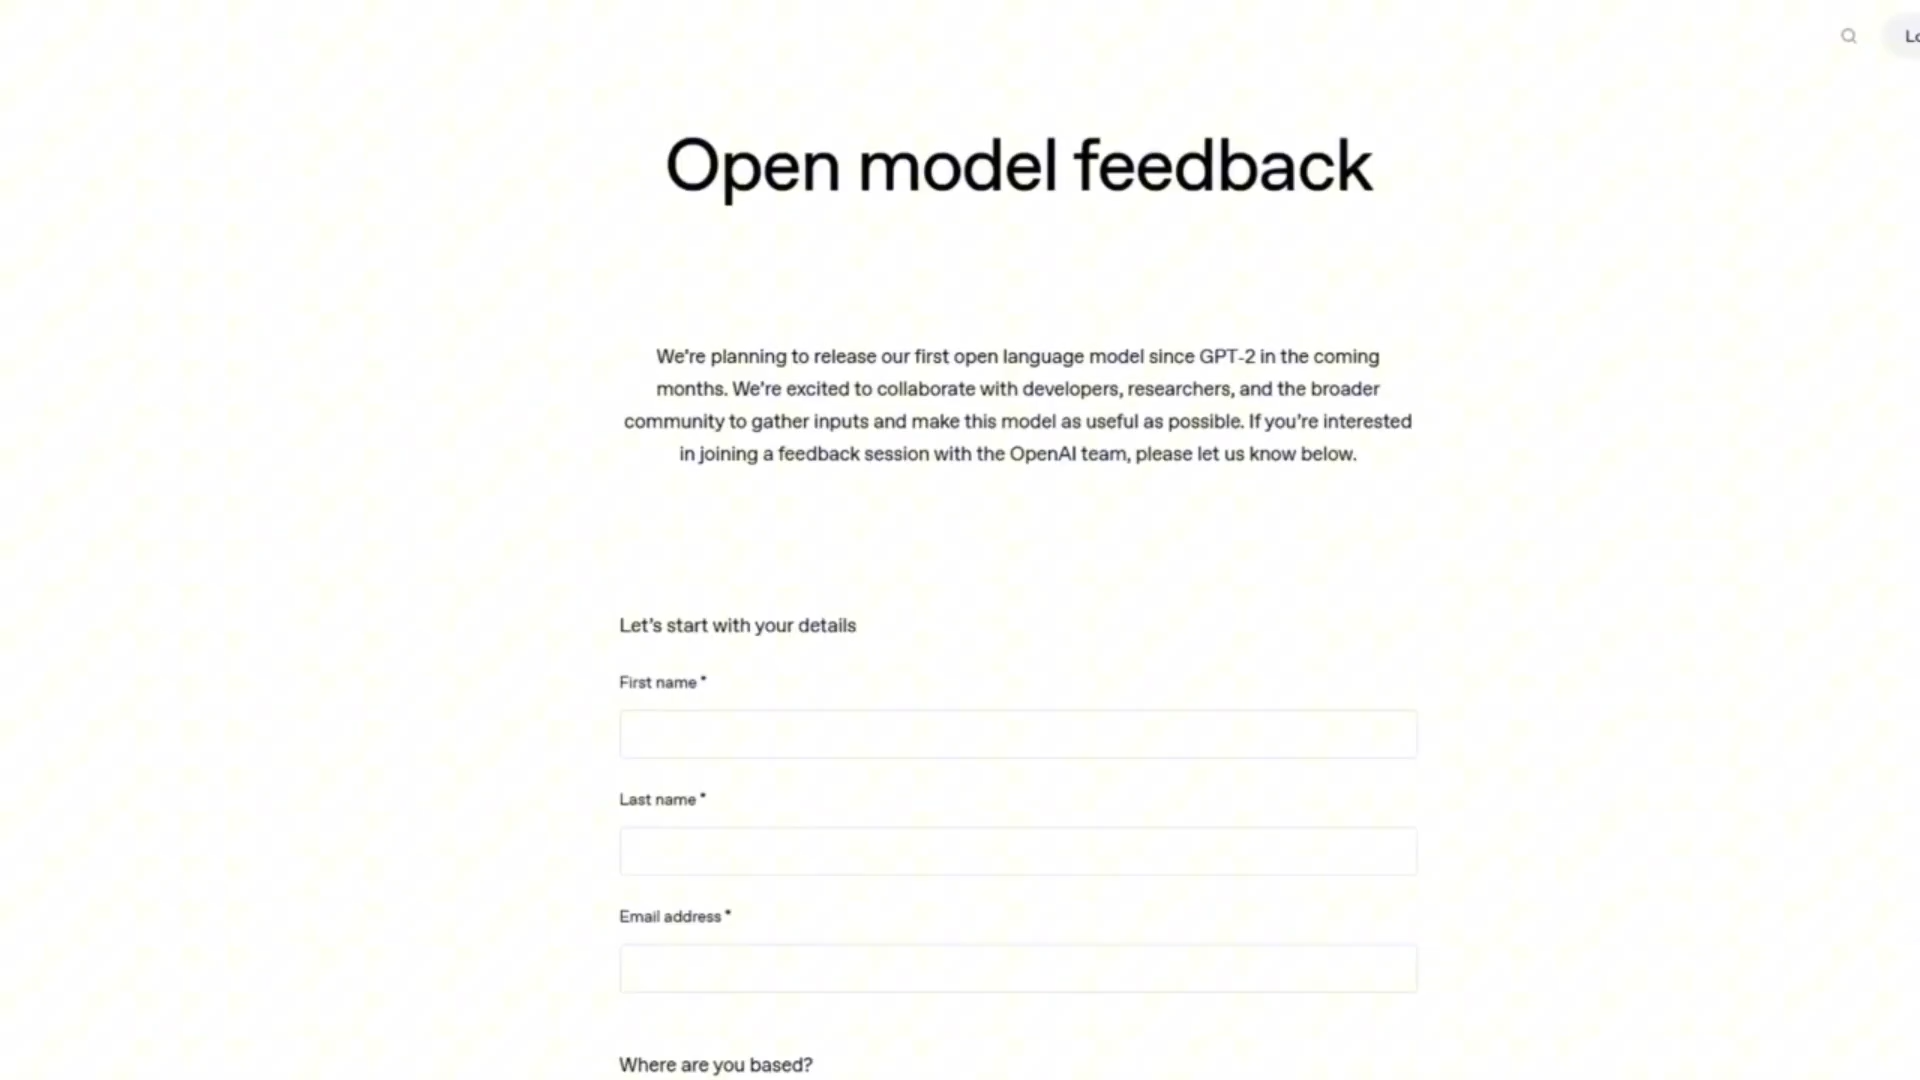 Lo
Open model feedback
We're planning to release our first open language model since GPT-2 in the coming
months. We're excited to collaborate with developers, researchers, and the broader
community to gather inputs and make this model as useful as possible. If you're interested
in joining a feedback session with the OpenAI team, please let us know below.
Let's start with your details
First name *
Last name *
Email address *
Where are you based?